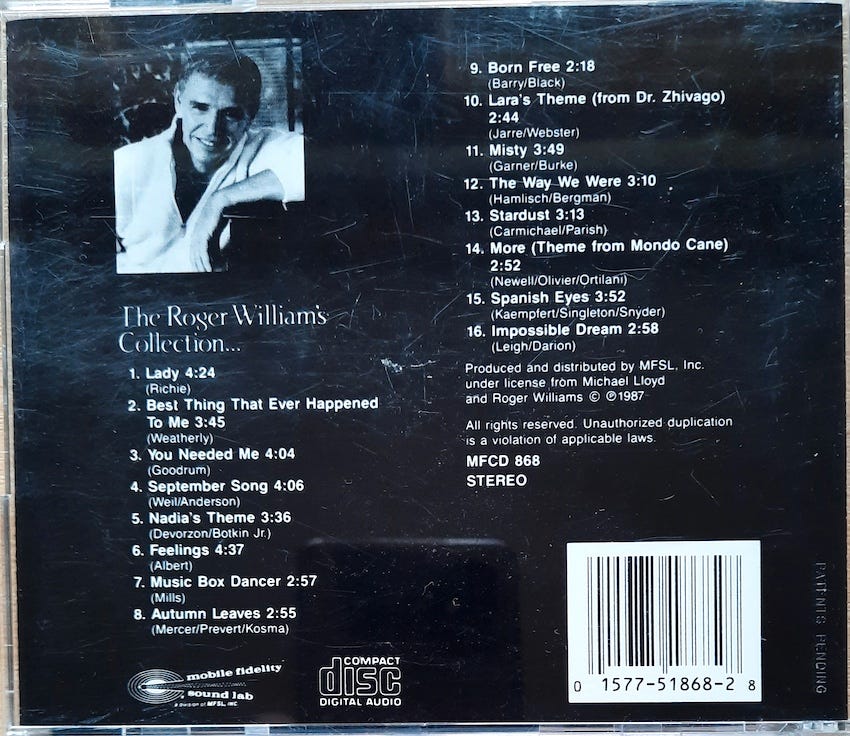 The Roger William's
Collection...
1. Lady 4:24
(Richie)
2. Best Thing That Ever Happened
To Me 3:45
(Weatherly)
3. You Needed Me 4:04
(Goodrum)
4. September Song 4:06
(Weil/Anderson)
5. Nadia's Theme 3:36
(Devorzon/Botkin Jr.)
6. Feelings 4:37
(Albert)
7. Music Box Dancer 2:57
(Mills)
8. Autumn Leaves 2:55
(Mercer/Prevert/Kosma)
9. Born Free 2:18
(Barry/Black)
10. Lara's Theme (from Dr. Zhivago)
2:44
(Jarre/Webster)
11. Misty 3:49
(Garner/Burke)
12. The Way We Were 3:10
(Hamlisch/Bergman)
13. Stardust 3:13
(Carmichael/Parish)
14. More (Theme from Mondo Cane)
2:52
(Newell/Olivier/Ortilani)
15. Spanish Eyes 3:52
(Kaempfert/Singleton/Snyder)
16. Impossible Dream 2:58
(Leigh/Darion)
Produced and distributed by MFSL, Inc.
under license from Michael Lloyd
and Roger Williams © ℗1987
All rights reserved. Unauthorized duplication
is a violation of applicable laws.
MFCD 868
STEREO
mobile fidelity
sound lab
a division of MFSL, INC
COMPACT
disc
DIGITAL AUDIO
0 1577-51868-2 8
PATENTS PENDING